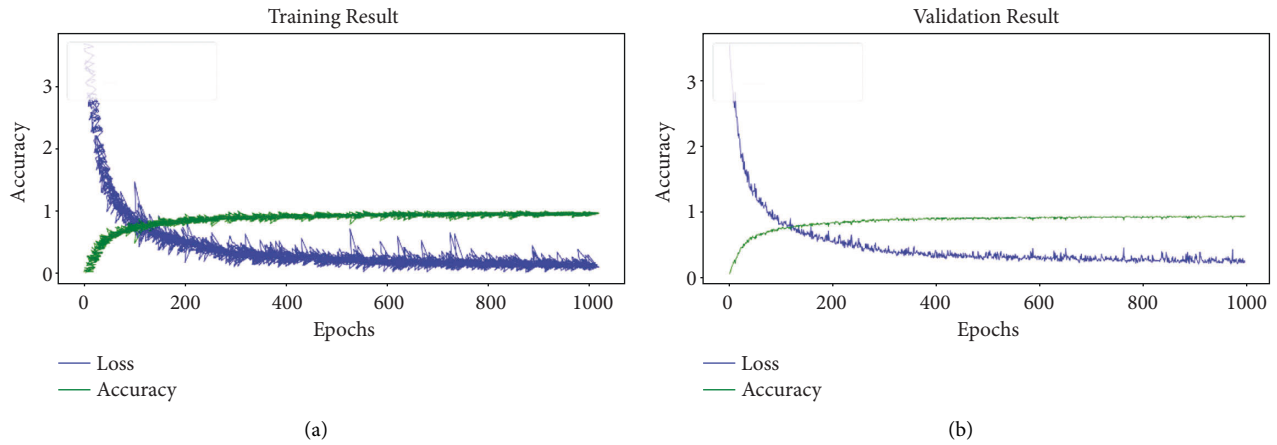 Training Result
Accuracy
3
2
1
0
0 200 400 600 800 1000
Epochs
Loss
Accuracy
(a)
Validation Result
Accuracy
3
2
1
0
0 200 400 600 800 1000
Epochs
Loss
Accuracy
(b)